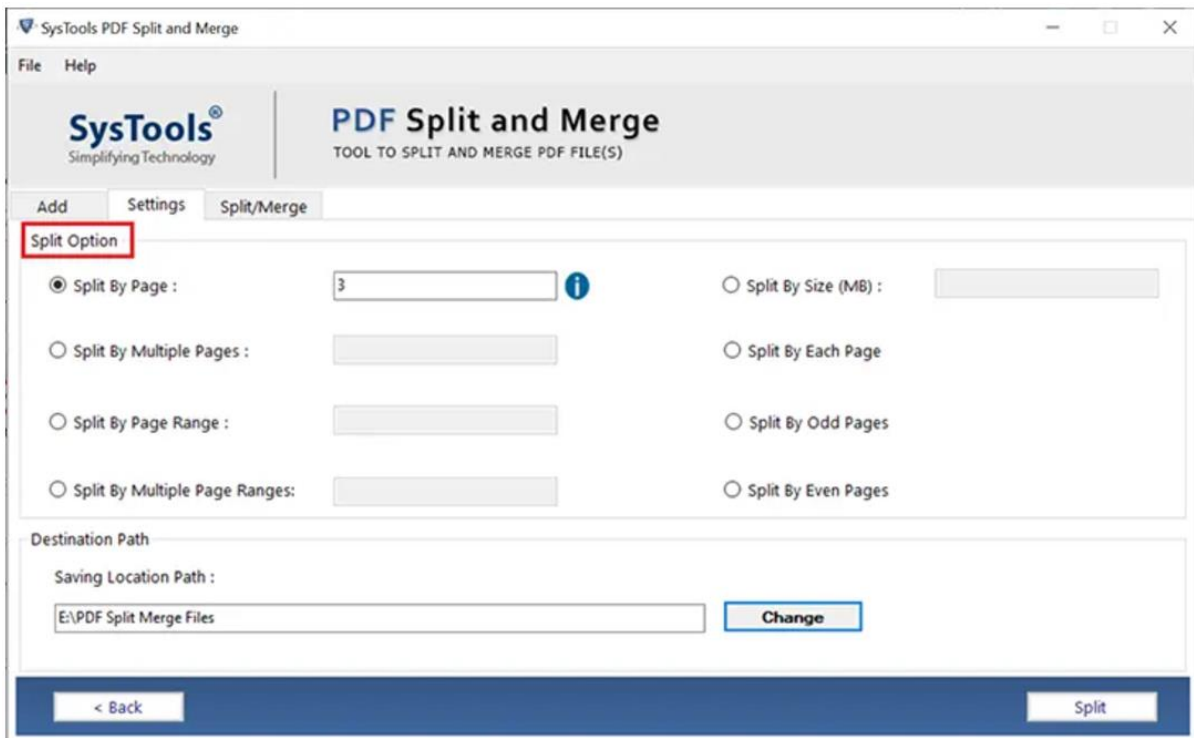 SysTools PDF Split and Merge
File Help
SysTools®
Simplifying Technology
PDF Split and Merge
TOOL TO SPLIT AND MERGE PDF FILE(S)
Add Settings Split/Merge
Split Option
Split By Page : 3 i Split By Size (MB) :
Split By Multiple Pages : Split By Each Page
Split By Page Range : Split By Odd Pages
Split By Multiple Page Ranges: Split By Even Pages
Destination Path
Saving Location Path :
E:\PDF Split Merge Files Change
< Back Split